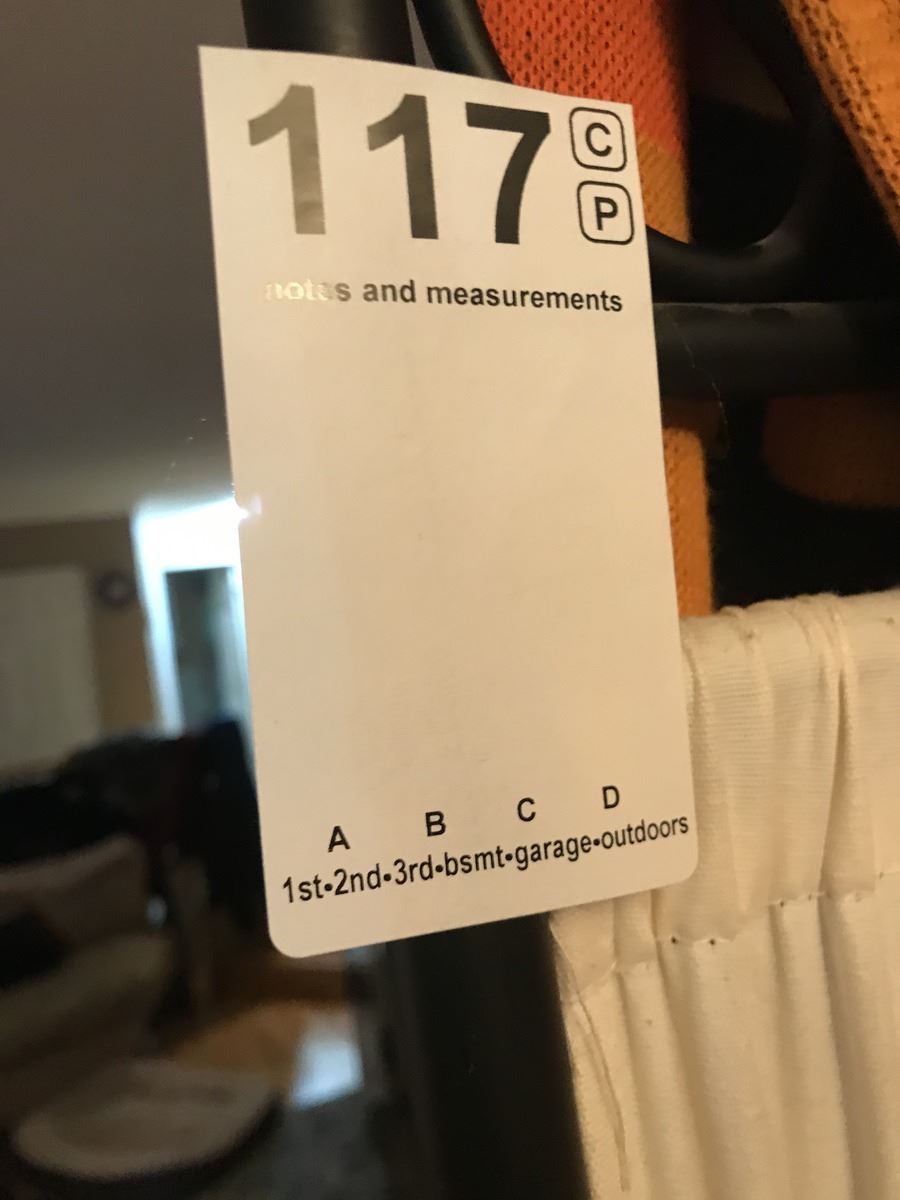 117 C
P
notes and measurements
A B C D
1st•2nd•3rd•bsmt•garage•outdoors